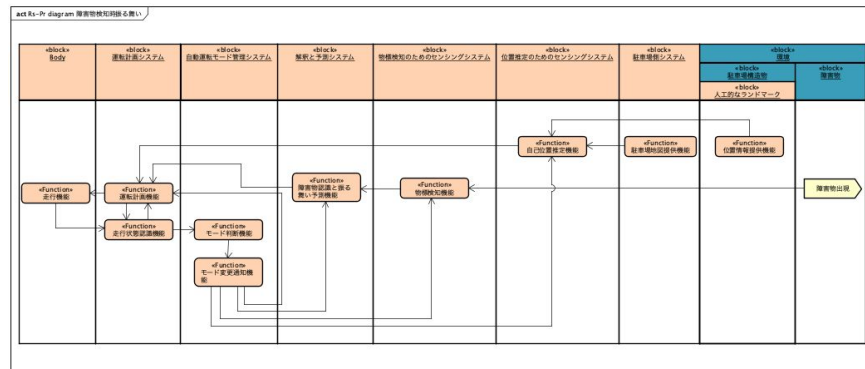 act Rs-Pr diagram 障害物検知時振る舞い
«block»
Body
«block»
運転計画システム
«block»
自動運転モード管理システム
«block»
解釈と予測システム
«block»
物標検知のためのセンシングシステム
«block»
位置推定のためのセンシングシステム
«block»
駐車場側システム
«block»
環境
«block»
駐車場構造物
«block»
人工的なランドマーク
«block»
障害物
«Function»
自己位置推定機能
«Function»
駐車場地図提供機能
«Function»
位置情報提供機能
«Function»
走行機能
«Function»
運転計画機能
«Function»
障害物認識と振る
舞い予測機能
«Function»
物標検知機能
障害物出現
«Function»
走行状態認識機能
«Function»
モード判断機能
«Function»
モード変更通知機
能